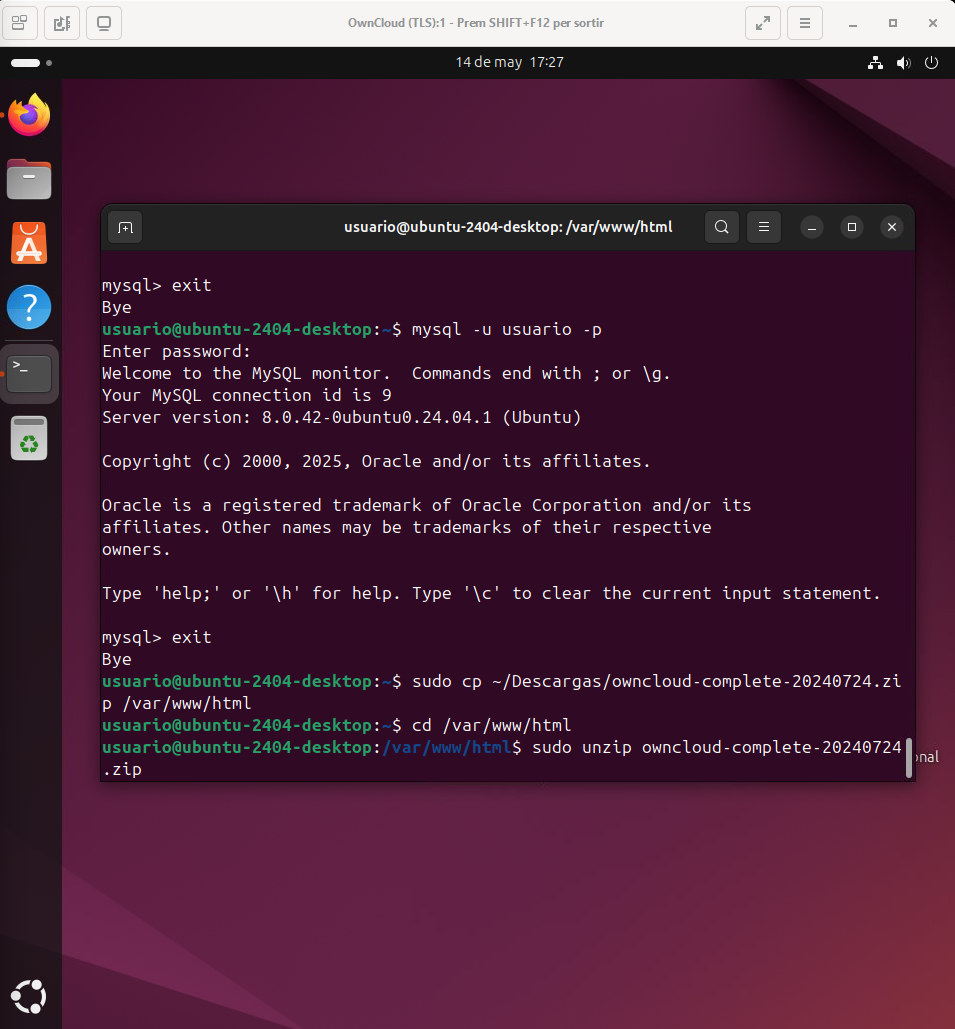 OwnCloud (TLS):1 - Prem SHIFT+F12 per sortir
14 de may 17:27
usuario@ubuntu-2404-desktop: /var/www/html
mysql> exit
Bye
usuario@ubuntu-2404-desktop:~$ mysql -u usuario -p
Enter password:
Welcome to the MySQL monitor.  Commands end with ; or \g.
Your MySQL connection id is 9
Server version: 8.0.42-0ubuntu0.24.04.1 (Ubuntu)
Copyright (c) 2000, 2025, Oracle and/or its affiliates.
Oracle is a registered trademark of Oracle Corporation and/or its
affiliates. Other names may be trademarks of their respective
owners.
Type 'help;' or '\h' for help. Type '\c' to clear the current input statement.
mysql> exit
Bye
usuario@ubuntu-2404-desktop:~$ sudo cp ~/Descargas/owncloud-complete-20240724.zi
p /var/www/html
usuario@ubuntu-2404-desktop:~$ cd /var/www/html
usuario@ubuntu-2404-desktop:/var/www/html$ sudo unzip owncloud-complete-20240724
.zip